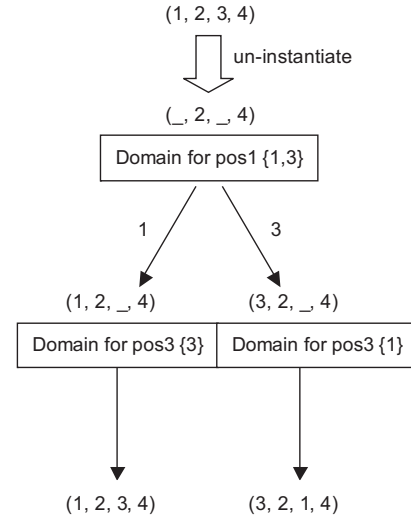 (1, 2, 3, 4)
un-instantiate
(_, 2, _, 4)
Domain for pos1 {1,3}
1
3
(1, 2, _, 4)
(3, 2, _, 4)
Domain for pos3 {3}
Domain for pos3 {1}
(1, 2, 3, 4)
(3, 2, 1, 4)